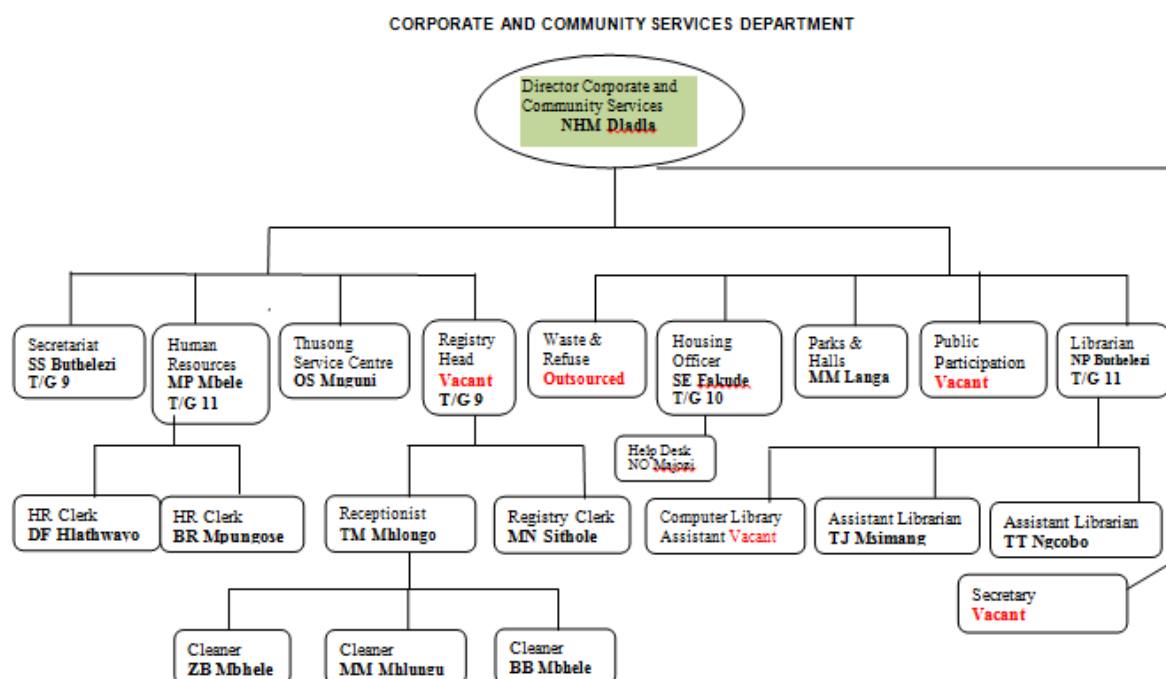 CORPORATE AND COMMUNITY SERVICES DEPARTMENT
Director Corporate and
Community Services
NHM Dladla
Secretariat
SS Buthelezi
T/G 9
Human
Resources
MP Mbele
T/G 11
Thusong
Service Centre
OS Mnguni
Registry
Head
Vacant
T/G 9
Waste &
Refuse
Outsourced
Housing
Officer
SE Fakude
T/G 10
Parks &
Halls
MM Langa
Public
Participation
Vacant
Librarian
NP Buthelezi
T/G 11
Help Desk
NO Majozi
HR Clerk
DF Hlathwayo
HR Clerk
BR Mpungose
Receptionist
TM Mhlongo
Registry Clerk
MN Sithole
Computer Library
Assistant Vacant
Assistant Librarian
TJ Msimang
Assistant Librarian
TT Ngcobo
Secretary
Vacant
Cleaner
ZB Mbhele
Cleaner
MM Mhlungu
Cleaner
BB Mbhele